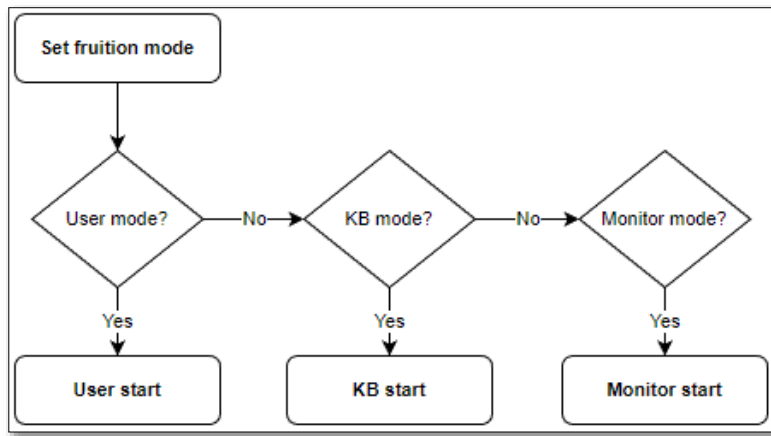 Set fruition mode
User mode?
No
KB mode?
No
Monitor mode?
Yes
Yes
Yes
User start
KB start
Monitor start